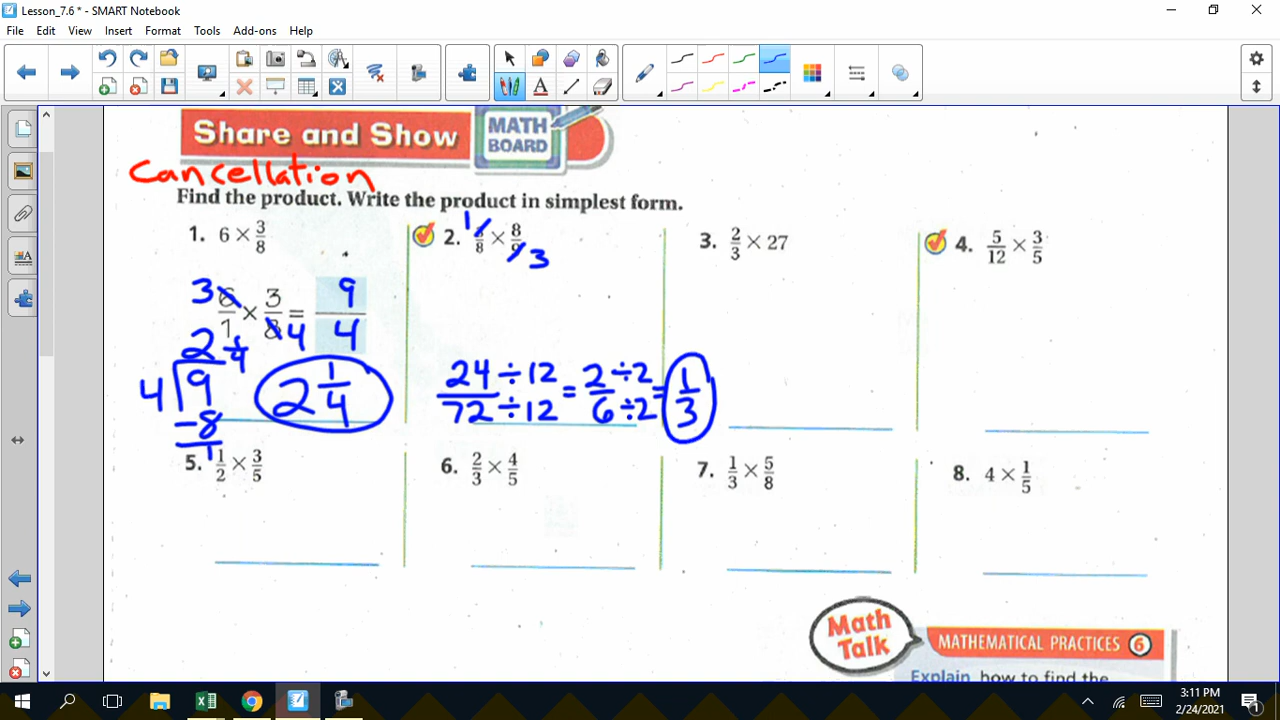 Lesson_7.6 * - SMART Notebook
File Edit View Insert Format Tools Add-ons Help
Share and Show
MATH
BOARD
Cancellation
Find the product. Write the product in simplest form.
1. 6 × 3/8
3 6/1 × 3/8 4 = 9/4
2 1/4
4 9
-8
1
2 1/4
2. 1 3/8 × 8/9 3
24 ÷ 12 / 72 ÷ 12 = 2 ÷ 2 / 6 ÷ 2 = 1/3
3. 2/3 × 27
4. 5/12 × 3/5
5. 1/2 × 3/5
6. 2/3 × 4/5
7. 1/3 × 5/8
8. 4 × 1/5
Math
Talk
MATHEMATICAL PRACTICES 6
Explain how to find the
3:11 PM
2/24/2021
1